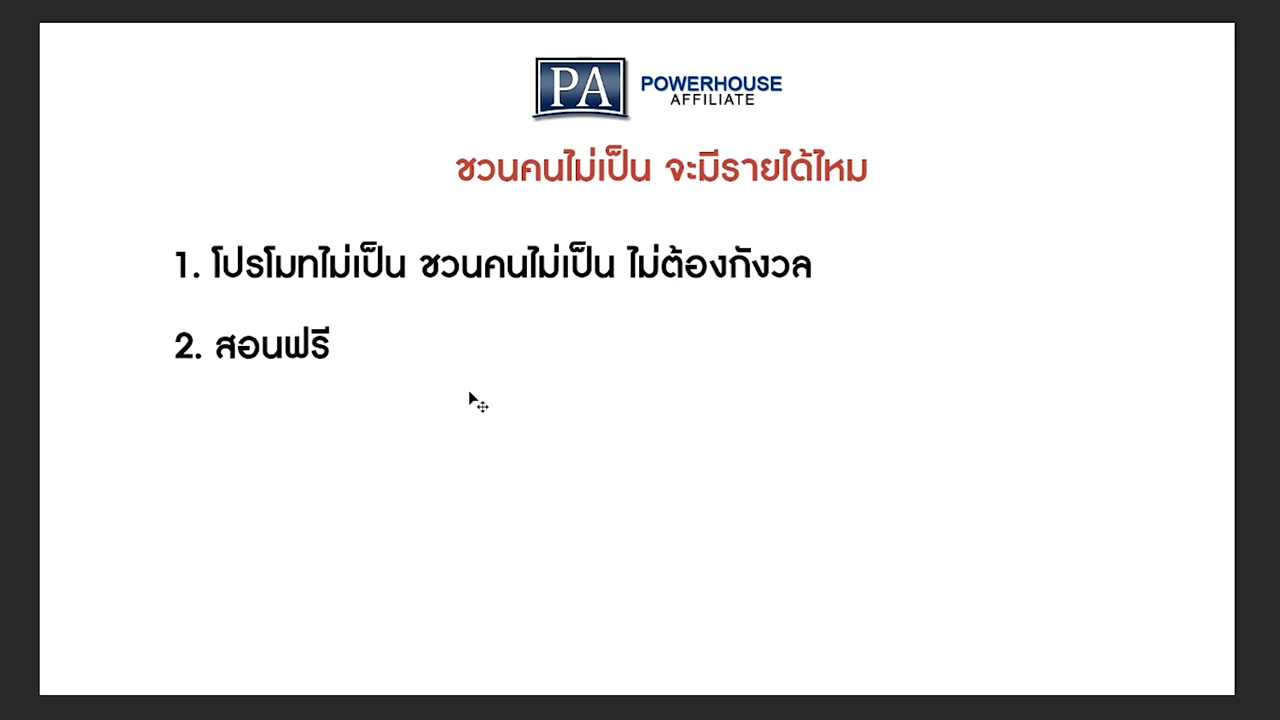 PA
POWERHOUSE
AFFILIATE
ชวนคนไม่เป็น จะมีรายได้ไหม
1. โปรโมทไม่เป็น ชวนคนไม่เป็น ไม่ต้องกังวล
2. สอนฟรี